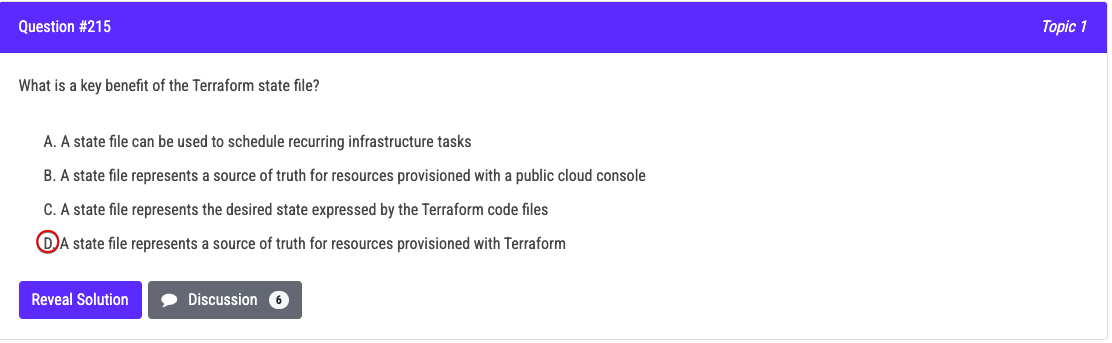 Question #215
Topic 1
What is a key benefit of the Terraform state file?
A. A state file can be used to schedule recurring infrastructure tasks
B. A state file represents a source of truth for resources provisioned with a public cloud console
C. A state file represents the desired state expressed by the Terraform code files
D. A state file represents a source of truth for resources provisioned with Terraform
Reveal Solution
Discussion 6